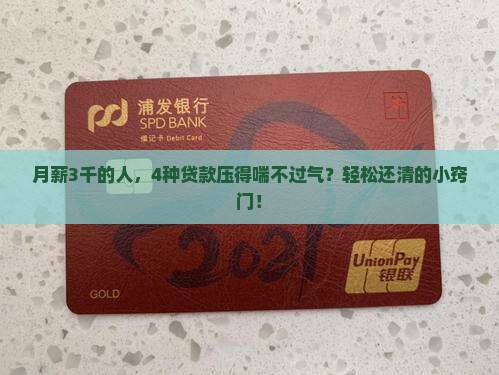 浦发银行
SPD BANK
借记卡 Debit Card
牛
月薪3千的人，4种贷款压得喘不过气？轻松还清的小窍
门！
2021
UnionPay
银联
GOLD